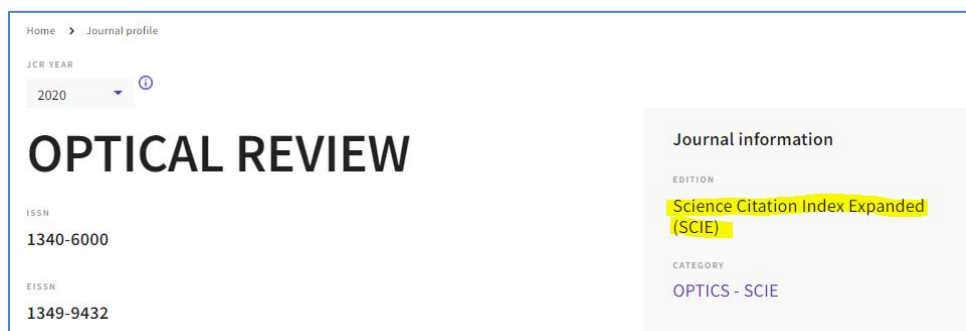 Home > Journal profile
JCR YEAR
2020
OPTICAL REVIEW
ISSN
1340-6000
EISSN
1349-9432
Journal information
EDITION
Science Citation Index Expanded
(SCIE)
CATEGORY
OPTICS - SCIE